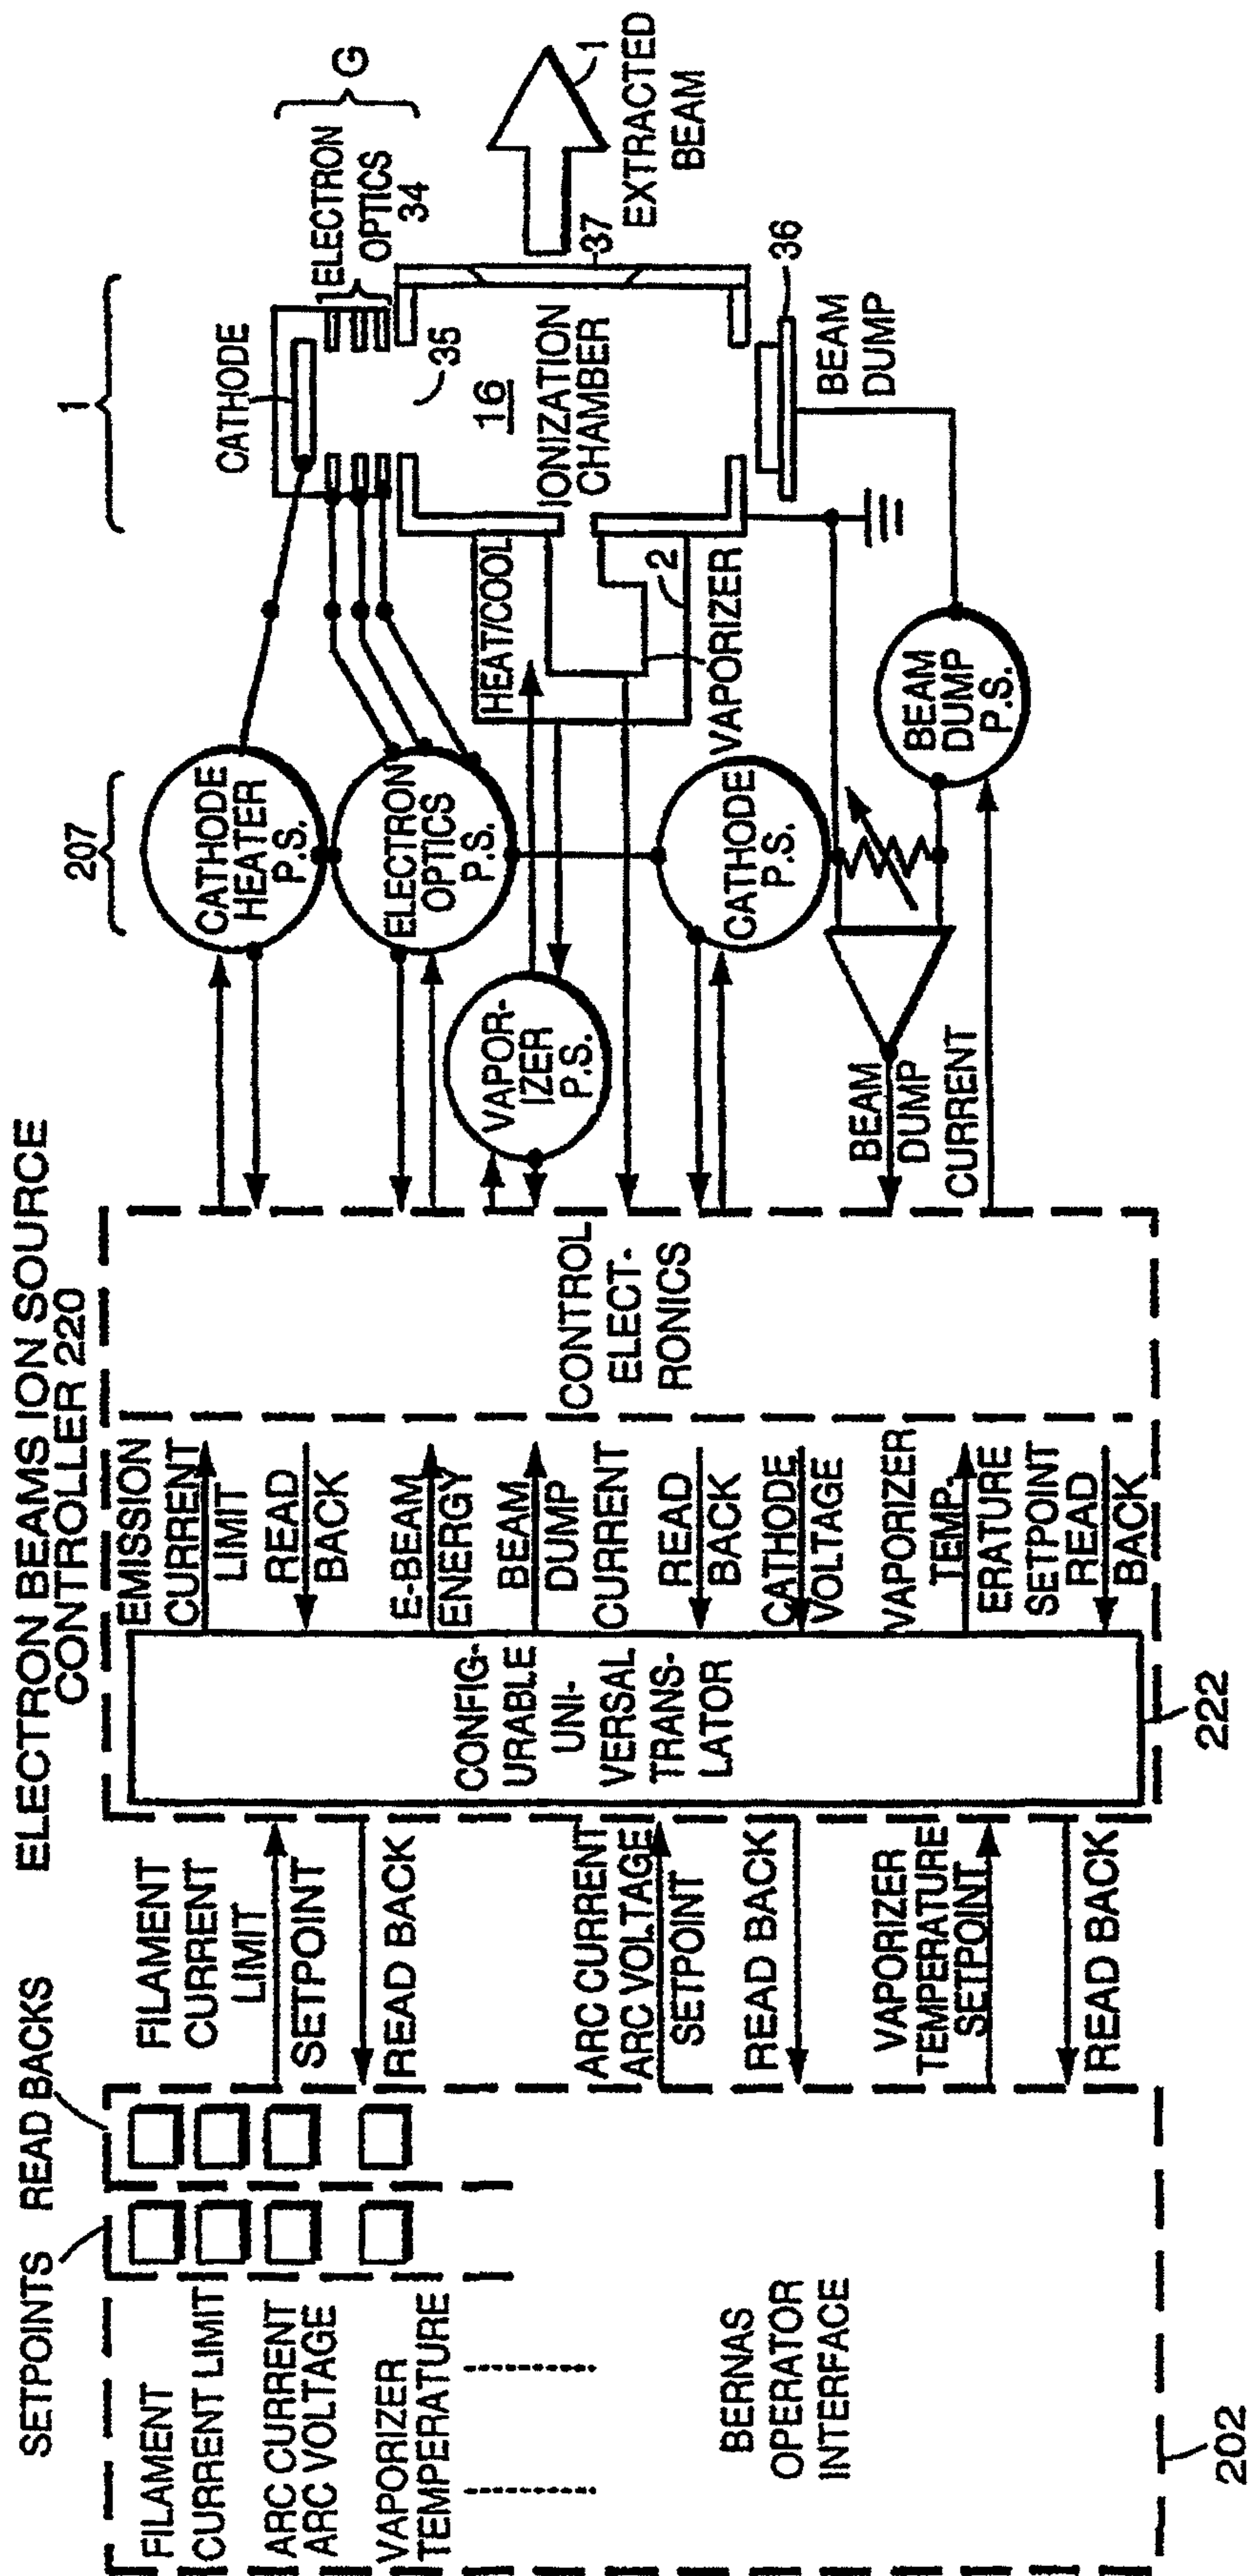 ELECTRON BEAMS ION SOURCE
CONTROLLER 220
SETPOINTS
READ BACKS
FILAMENT
CURRENT LIMIT
ARC CURRENT
ARC VOLTAGE
VAPORIZER
TEMPERATURE
BERNAS
OPERATOR
INTERFACE
202
FILAMENT
CURRENT
LIMIT
SETPOINT
READ BACK
ARC CURRENT
ARC VOLTAGE
SETPOINT
READ BACK
VAPORIZER
TEMPERATURE
SETPOINT
READ BACK
CONFIG-
URABLE
UNI-
VERSAL
TRANS-
LATOR
222
EMISSION
CURRENT
LIMIT
READ
BACK
E-BEAM
ENERGY
BEAM
DUMP
CURRENT
READ
BACK
CATHODE
VOLTAGE
VAPORIZER
TEMP-
ERATURE
SETPOINT
READ
BACK
CONTROL
ELECT-
RONICS
207
CATHODE
HEATER
P.S.
ELECTRON
OPTICS
P.S.
VAPOR-
IZER
P.S.
CATHODE
P.S.
BEAM
DUMP
CURRENT
BEAM
DUMP
P.S.
1
CATHODE
ELECTRON
OPTICS
34
G
35
16
IONIZATION
CHAMBER
HEAT/COOL
2
VAPORIZER
37
1
EXTRACTED
BEAM
36
BEAM
DUMP